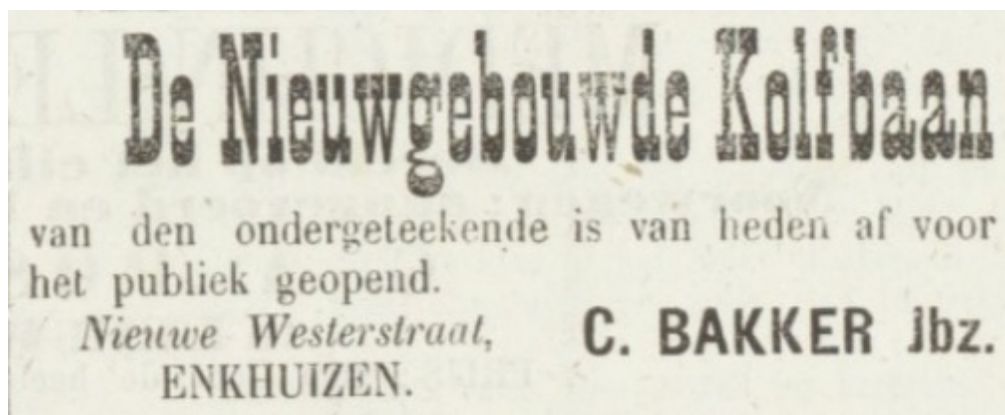 De Nieuwgebouwde Kolfbaan
van den ondergeteekende is van heden af voor
het publiek geopend.
Nieuwe Westerstraat,
ENKHUIZEN.
C. BAKKER Jbz.